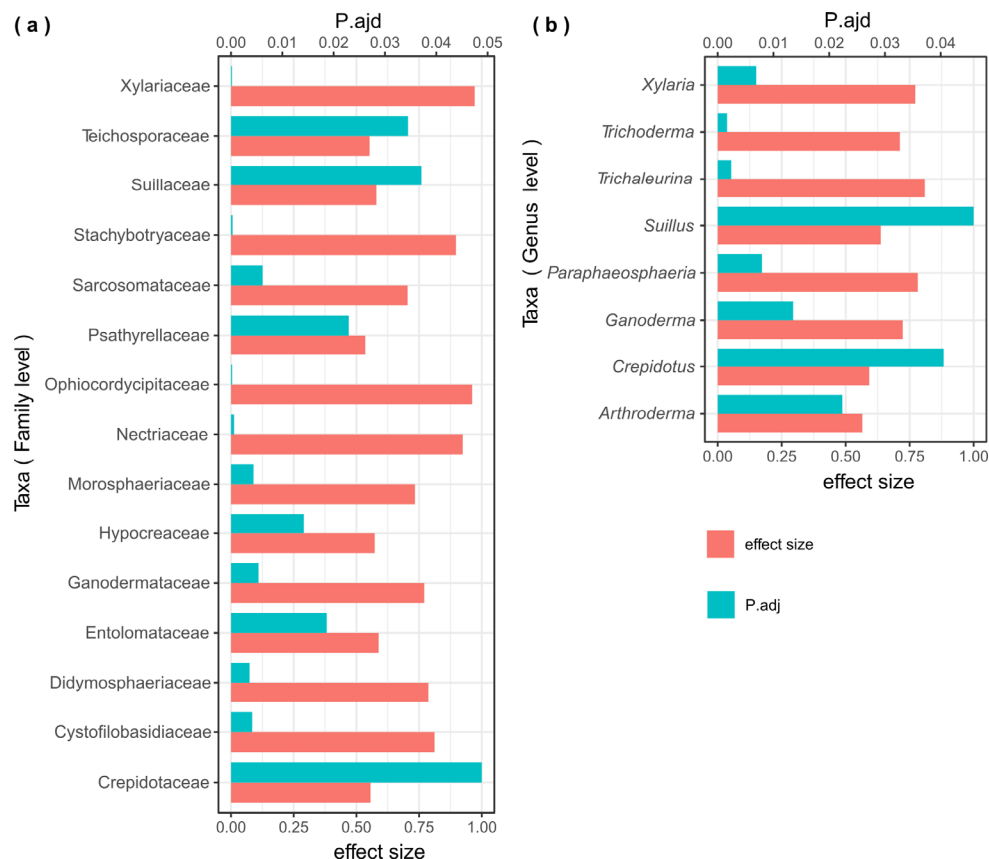 ( a )
P.ajd
0.00 0.01 0.02 0.03 0.04 0.05
Taxa ( Family level)
Xylariaceae
Teichosporaceae
Suillaceae
Stachybotryaceae
Sarcosomataceae
Psathyrellaceae
Ophiocordycipitaceae
Nectriaceae
Morosphaeriaceae
Hypocreaceae
Ganodermataceae
Entolomataceae
Didymosphaeriaceae
Cystofilobasidiaceae
Crepidotaceae
0.00 0.25 0.50 0.75 1.00
effect size
( b )
P.ajd
0.00 0.01 0.02 0.03 0.04
Taxa ( Genus level)
Xylaria
Trichoderma
Trichaleurina
Suillus
Paraphaeosphaeria
Ganoderma
Crepidotus
Arthroderma
0.00 0.25 0.50 0.75 1.00
effect size
effect size
P.adj